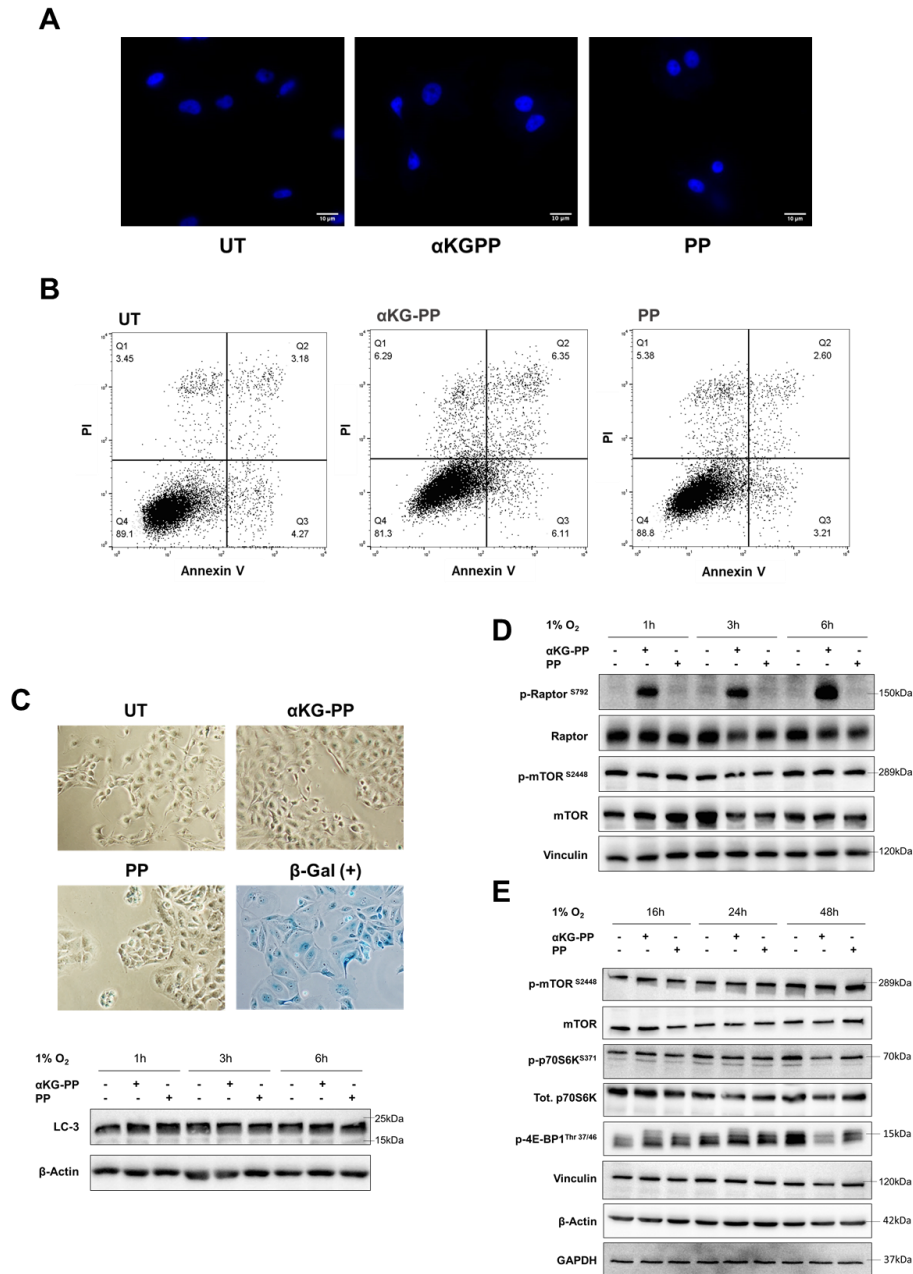 A
10 µm
10 µm
10 µm
UT
αKGPP
PP
B
UT
Q1
3.45
Q2
3.18
Q4
89.1
Q3
4.27
PI
Annexin V
αKG-PP
Q1
6.29
Q2
6.35
Q4
81.3
Q3
6.11
PI
Annexin V
PP
Q1
5.38
Q2
2.60
Q4
88.8
Q3
3.21
PI
Annexin V
C
UT
αKG-PP
PP
β-Gal (+)
1% O₂ 1h 3h 6h
αKG-PP - + - - + - - + -
PP - - + - - + - - +
LC-3 25kDa
15kDa
β-Actin
D
1% O₂ 1h 3h 6h
αKG-PP - + - - + - - + -
PP - - + - - + - - +
p-Raptor S792 150kDa
Raptor
p-mTOR S2448 289kDa
mTOR
Vinculin 120kDa
E
1% O₂ 16h 24h 48h
αKG-PP - + - - + - - + -
PP - - + - - + - - +
p-mTOR S2448 289kDa
mTOR
p-p70S6K S371 70kDa
Tot. p70S6K
p-4E-BP1 Thr 37/46 15kDa
Vinculin 120kDa
β-Actin 42kDa
GAPDH 37kDa